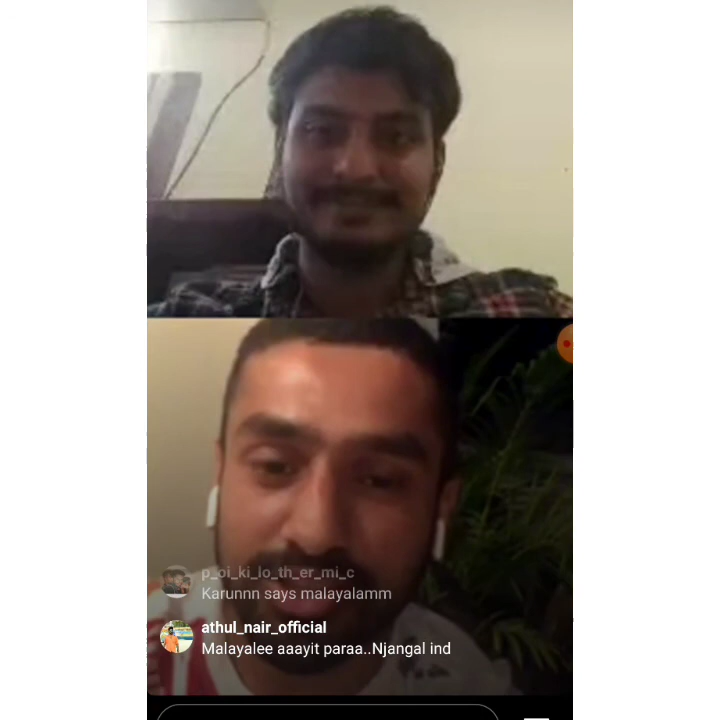 p_oi_ki_lo_th_er_mi_c
Karunnn says malayalamm
athul_nair_official
Malayalee aaayit paraa..Njangal ind